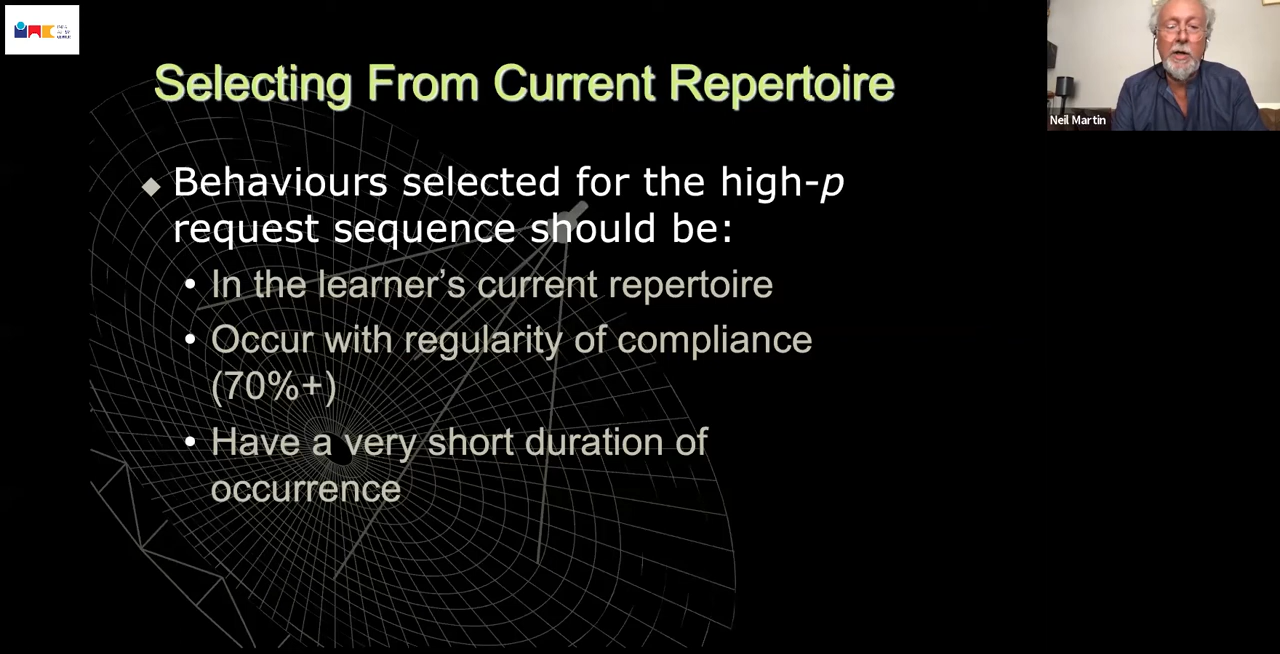 Selecting From Current Repertoire
Neil Martin
Behaviours selected for the high-p
request sequence should be:
In the learner’s current repertoire
Occur with regularity of compliance
(70%+)
Have a very short duration of
occurrence